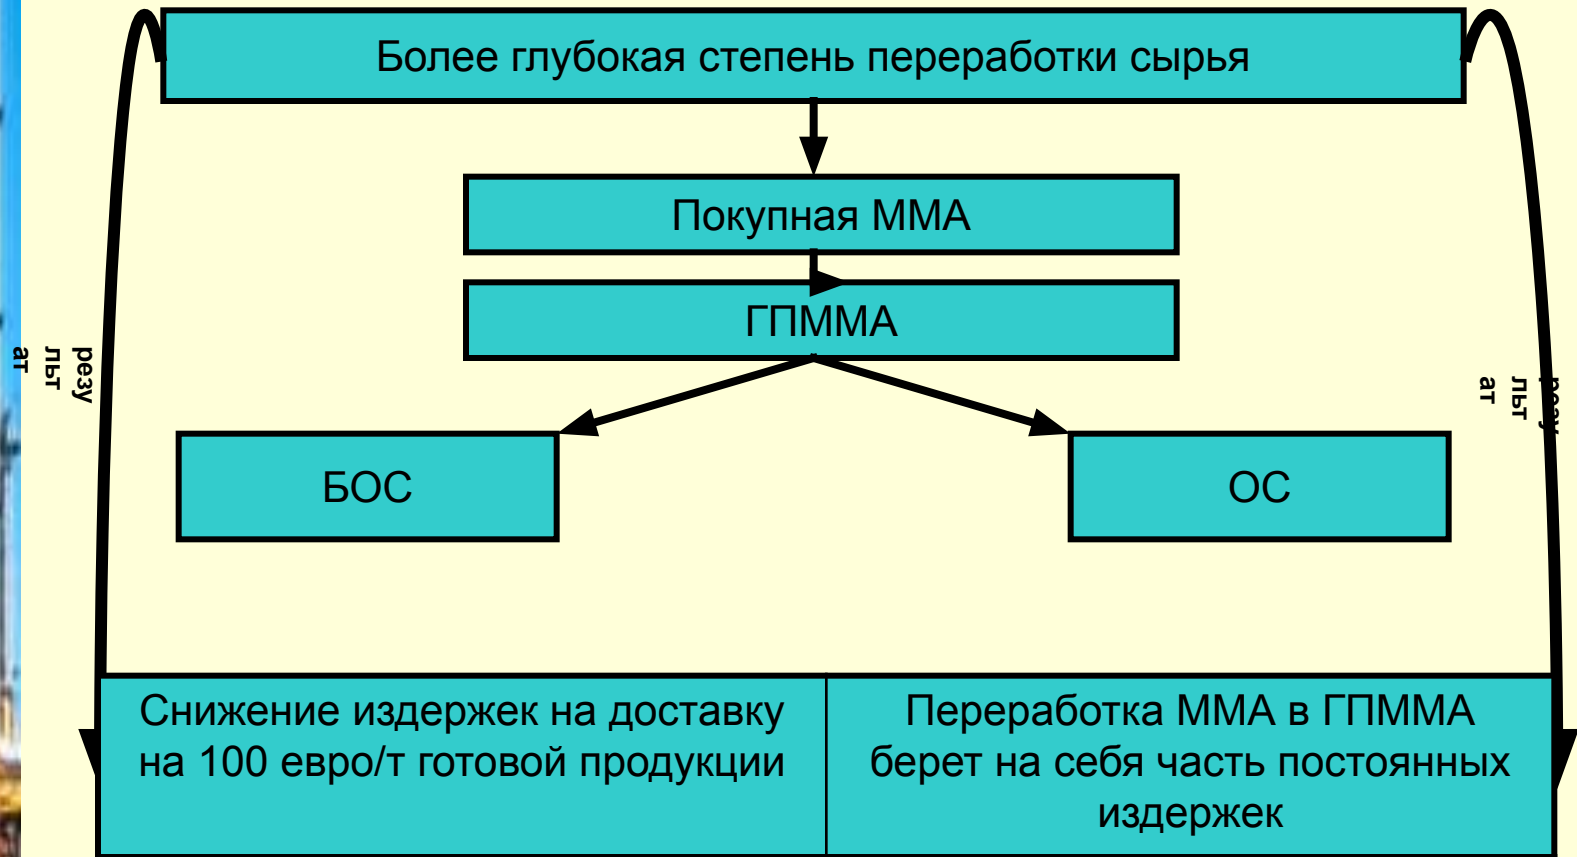 Более глубокая степень переработки сырья
Покупная ММА
ГПММА
резу
льт
ат
резу
льт
ат
БОС
ОС
Снижение издержек на доставку
на 100 евро/т готовой продукции
Переработка ММА в ГПММА
берет на себя часть постоянных
издержек